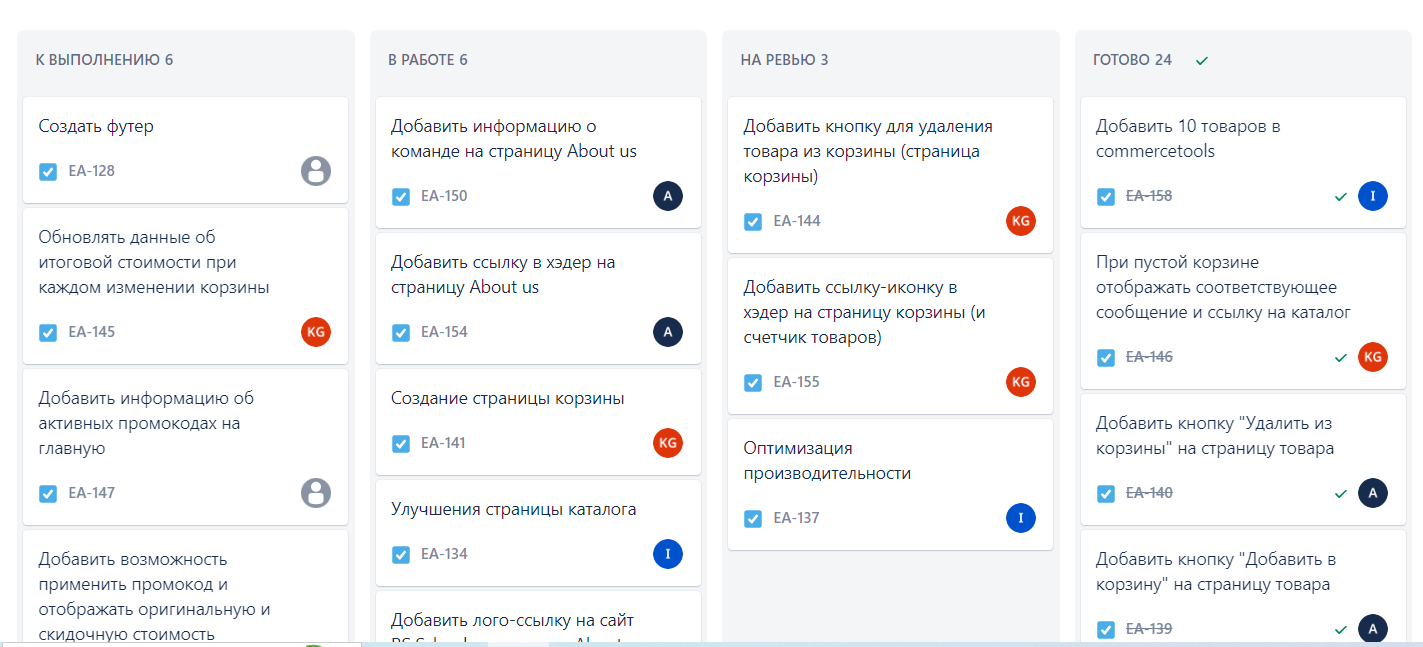 К ВЫПОЛНЕНИЮ 6
Создать футер
EA-128
Обновлять данные об
итоговой стоимости при
каждом изменении корзины
EA-145
KG
Добавить информацию об
активных промокодах на
главную
EA-147
Добавить возможность
применить промокод и
отображать оригинальную и
скидочную стоимость
В РАБОТЕ 6
Добавить информацию о
команде на страницу About us
EA-150
A
Добавить ссылку в хэдер на
страницу About us
EA-154
A
Создание страницы корзины
EA-141
KG
Улучшения страницы каталога
EA-134
I
Добавить лого-ссылку на сайт
НА РЕВЬЮ 3
Добавить кнопку для удаления
товара из корзины (страница
корзины)
EA-144
KG
Добавить ссылку-иконку в
хэдер на страницу корзины (и
счетчик товаров)
EA-155
KG
Оптимизация
производительности
EA-137
I
ГОТОВО 24
Добавить 10 товаров в
commercetools
EA-158
I
При пустой корзине
отображать соответствующее
сообщение и ссылку на каталог
EA-146
KG
Добавить кнопку "Удалить из
корзины" на страницу товара
EA-140
A
Добавить кнопку "Добавить в
корзину" на страницу товара
EA-139
A